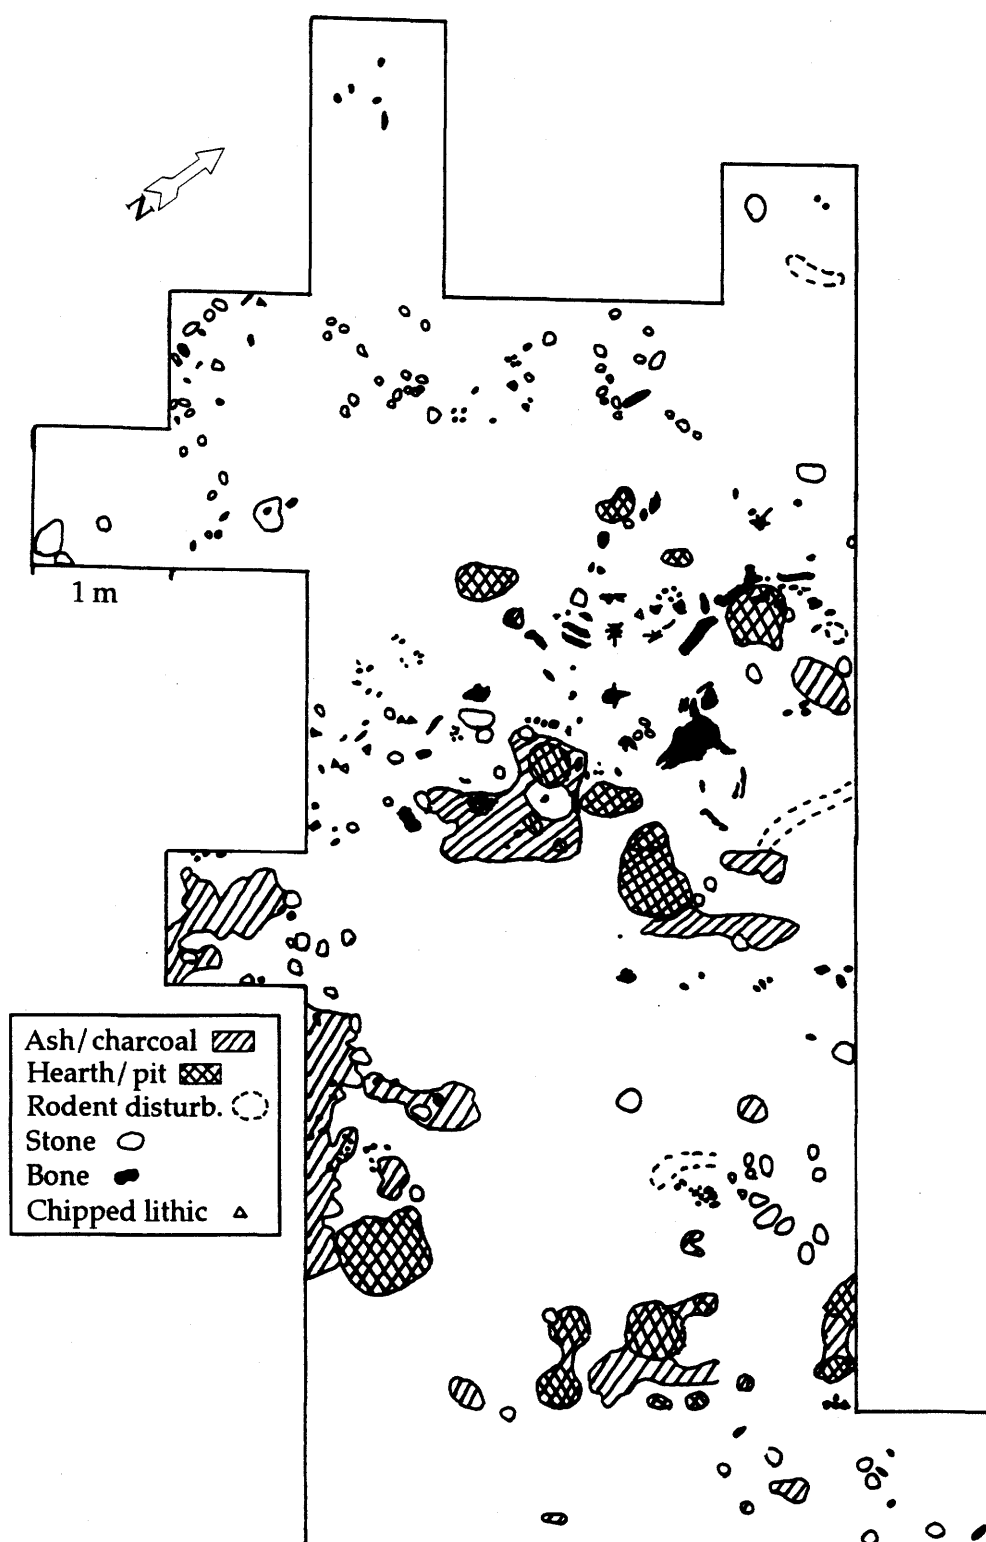 N
1 m
Ash/charcoal
Hearth/pit
Rodent disturb.
Stone
Bone
Chipped lithic